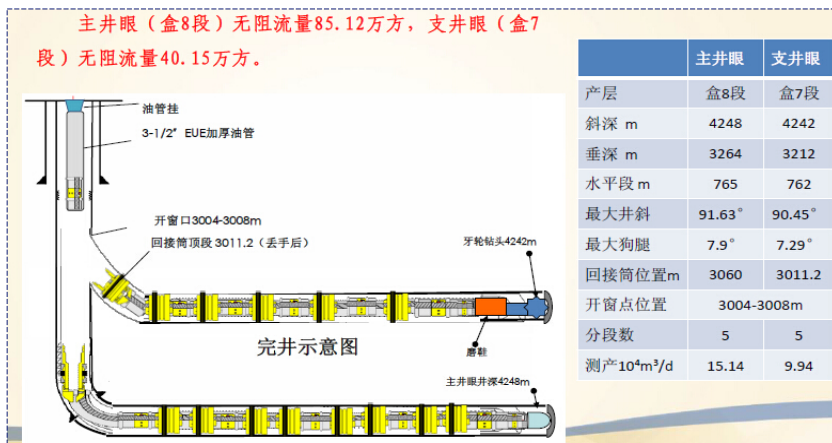 主井眼（盒8段）无阻流量85.12万方，支井眼（盒7
段）无阻流量40.15万方。
油管挂
3-1/2" EUE加厚油管
开窗口3004-3008m
回接筒顶段 3011.2（丢手后）
牙轮钻头4242m
完井示意图
磨鞋
主井眼井深4248m
主井眼 支井眼
产层 盒8段 盒7段
斜深 m 4248 4242
垂深 m 3264 3212
水平段 m 765 762
最大井斜 91.63° 90.45°
最大狗腿 7.9° 7.29°
回接筒位置m 3060 3011.2
开窗点位置 3004-3008m
分段数 5 5
测产10⁴m³/d 15.14 9.94